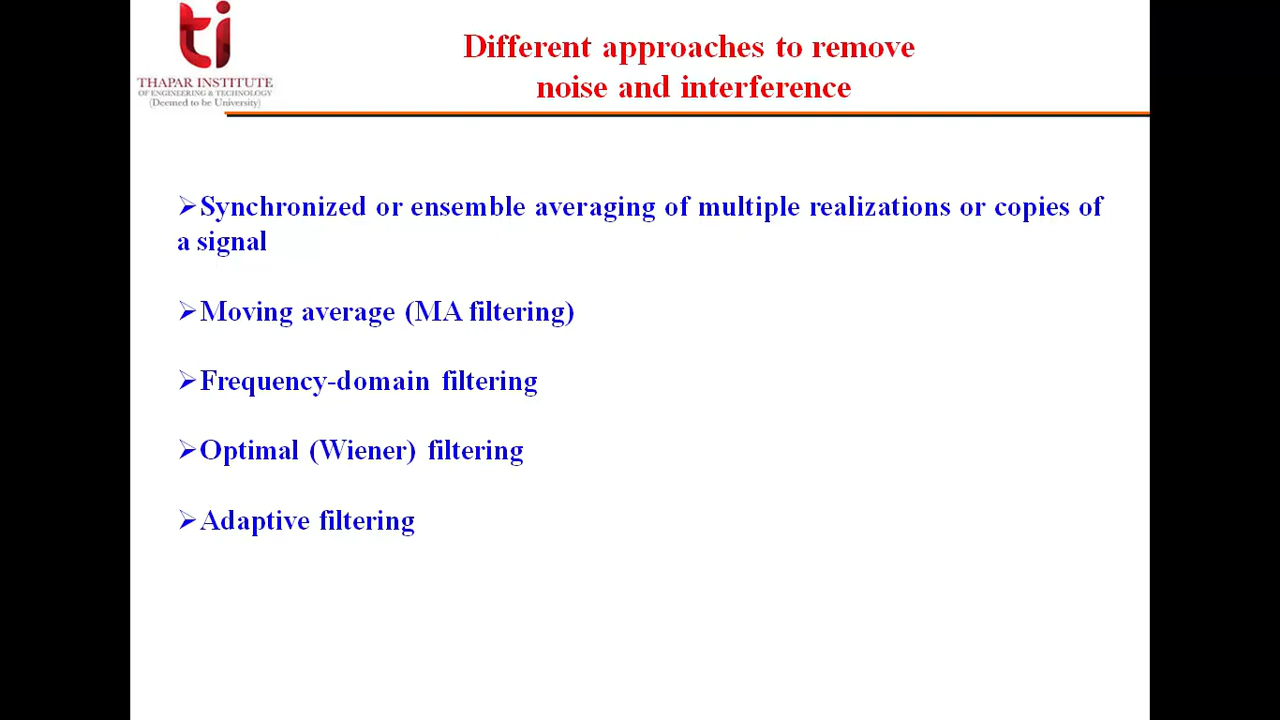 ti
THAPAR INSTITUTE
OF ENGINEERING & TECHNOLOGY
(Deemed to be University)
Different approaches to remove
noise and interference
➢Synchronized or ensemble averaging of multiple realizations or copies of
a signal
➢Moving average (MA filtering)
➢Frequency-domain filtering
➢Optimal (Wiener) filtering
➢Adaptive filtering